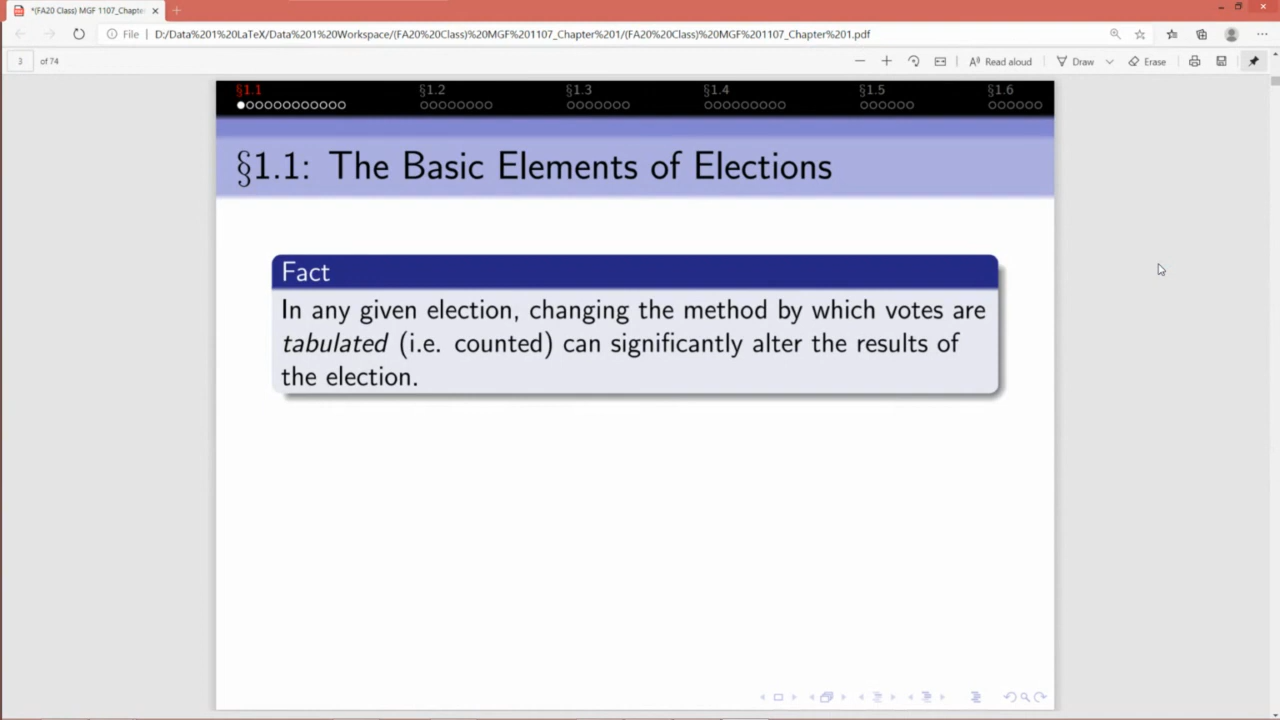 *(FA20 Class) MGF 1107_Chapter
File
D:/Data%201%20LaTeX/Data%201%20Workspace/(FA20%20Class)%20MGF%201107_Chapter%201/(FA20%20Class)%20MGF%201107_Chapter%201.pdf
3 of 74
Read aloud
Draw
Erase
§1.1 §1.2 §1.3 §1.4 §1.5 §1.6
§1.1: The Basic Elements of Elections
Fact
In any given election, changing the method by which votes are
tabulated (i.e. counted) can significantly alter the results of
the election.